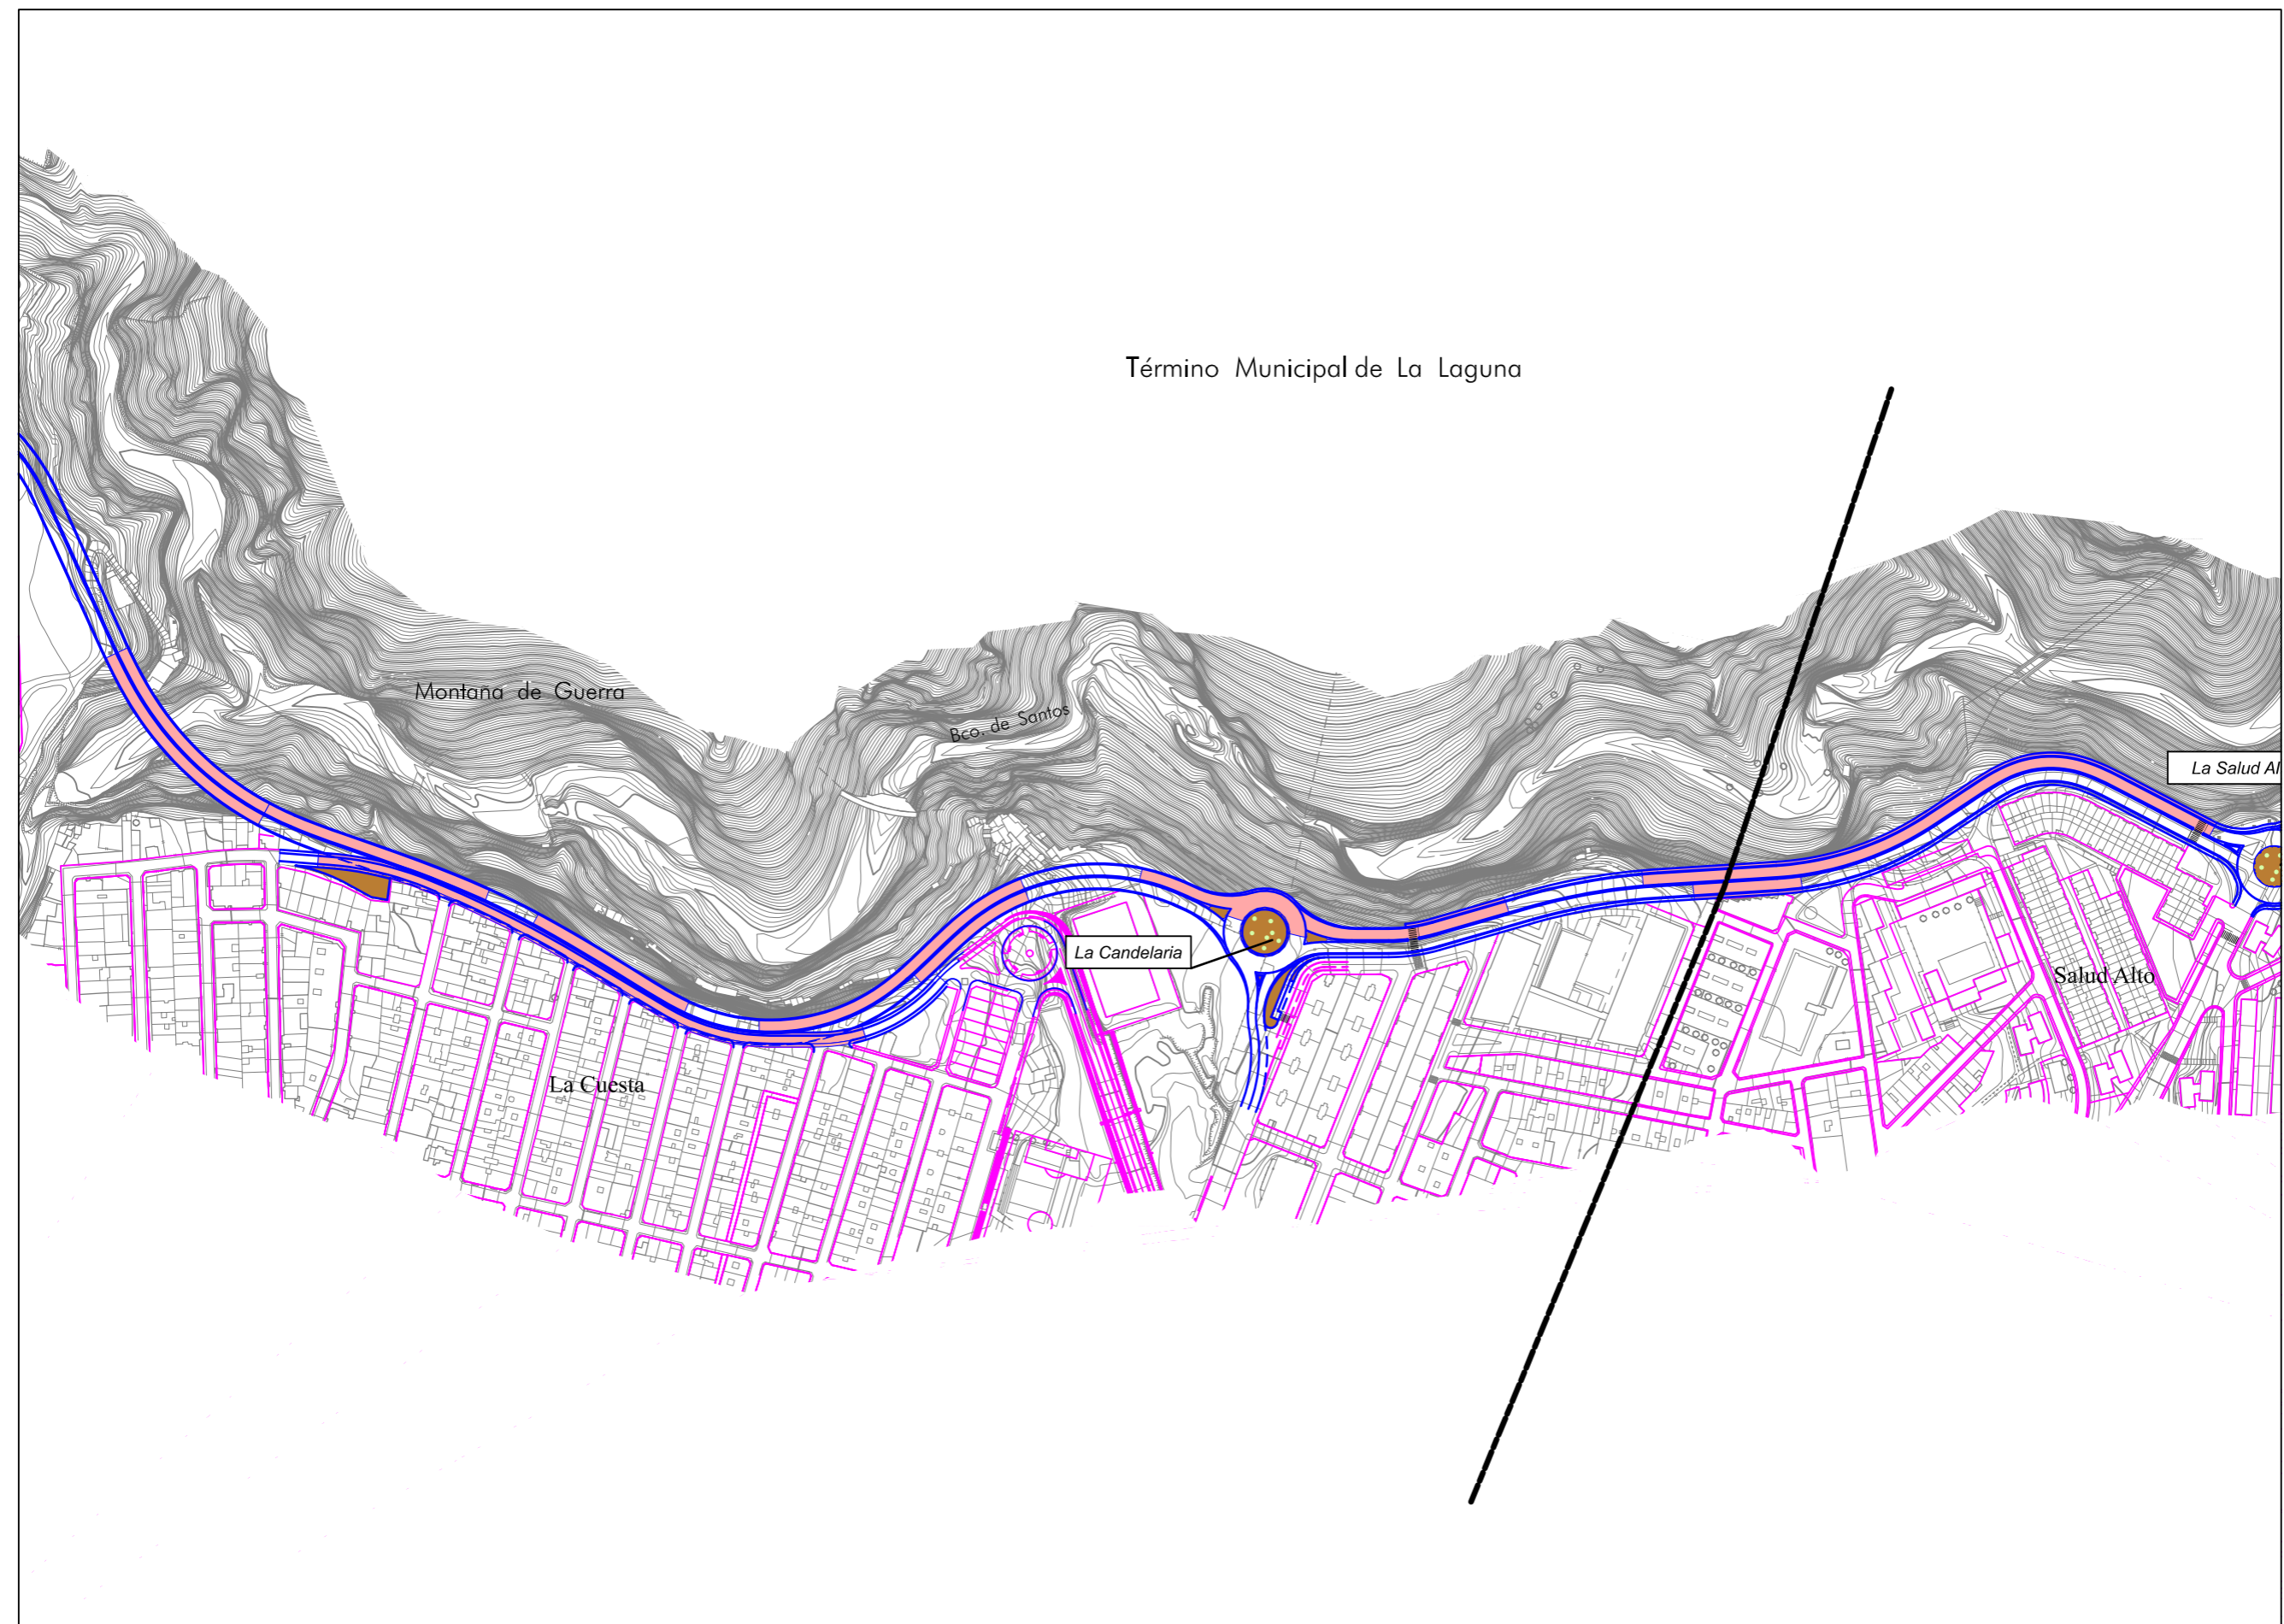 Término Municipal de La Laguna
Montaña de Guerra
Bco. de Santos
La Salud Al
La Candelaria
Salud Alto
La Cuesta